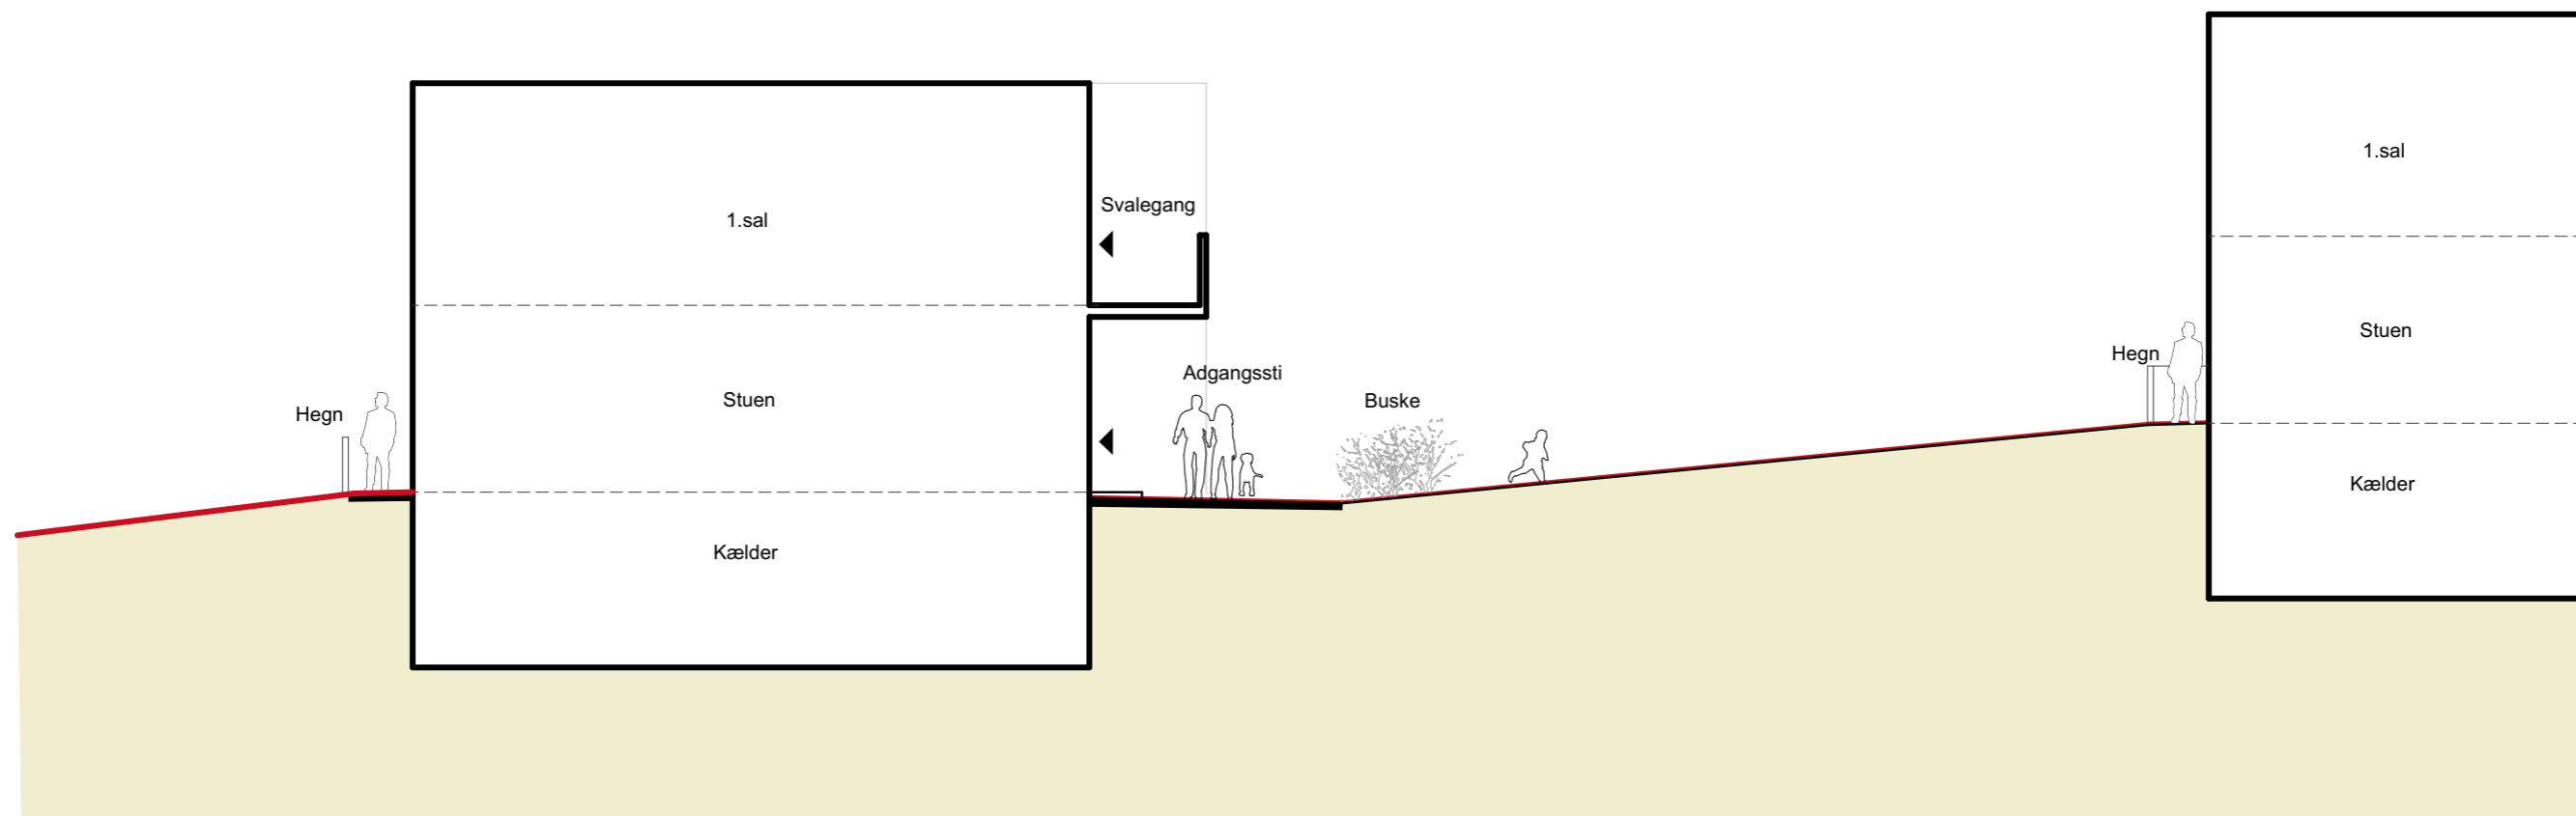 1.sal
Svalegang
Stuen
Adgangssti
Buske
Hegn
Kælder
1.sal
Stuen
Hegn
Kælder